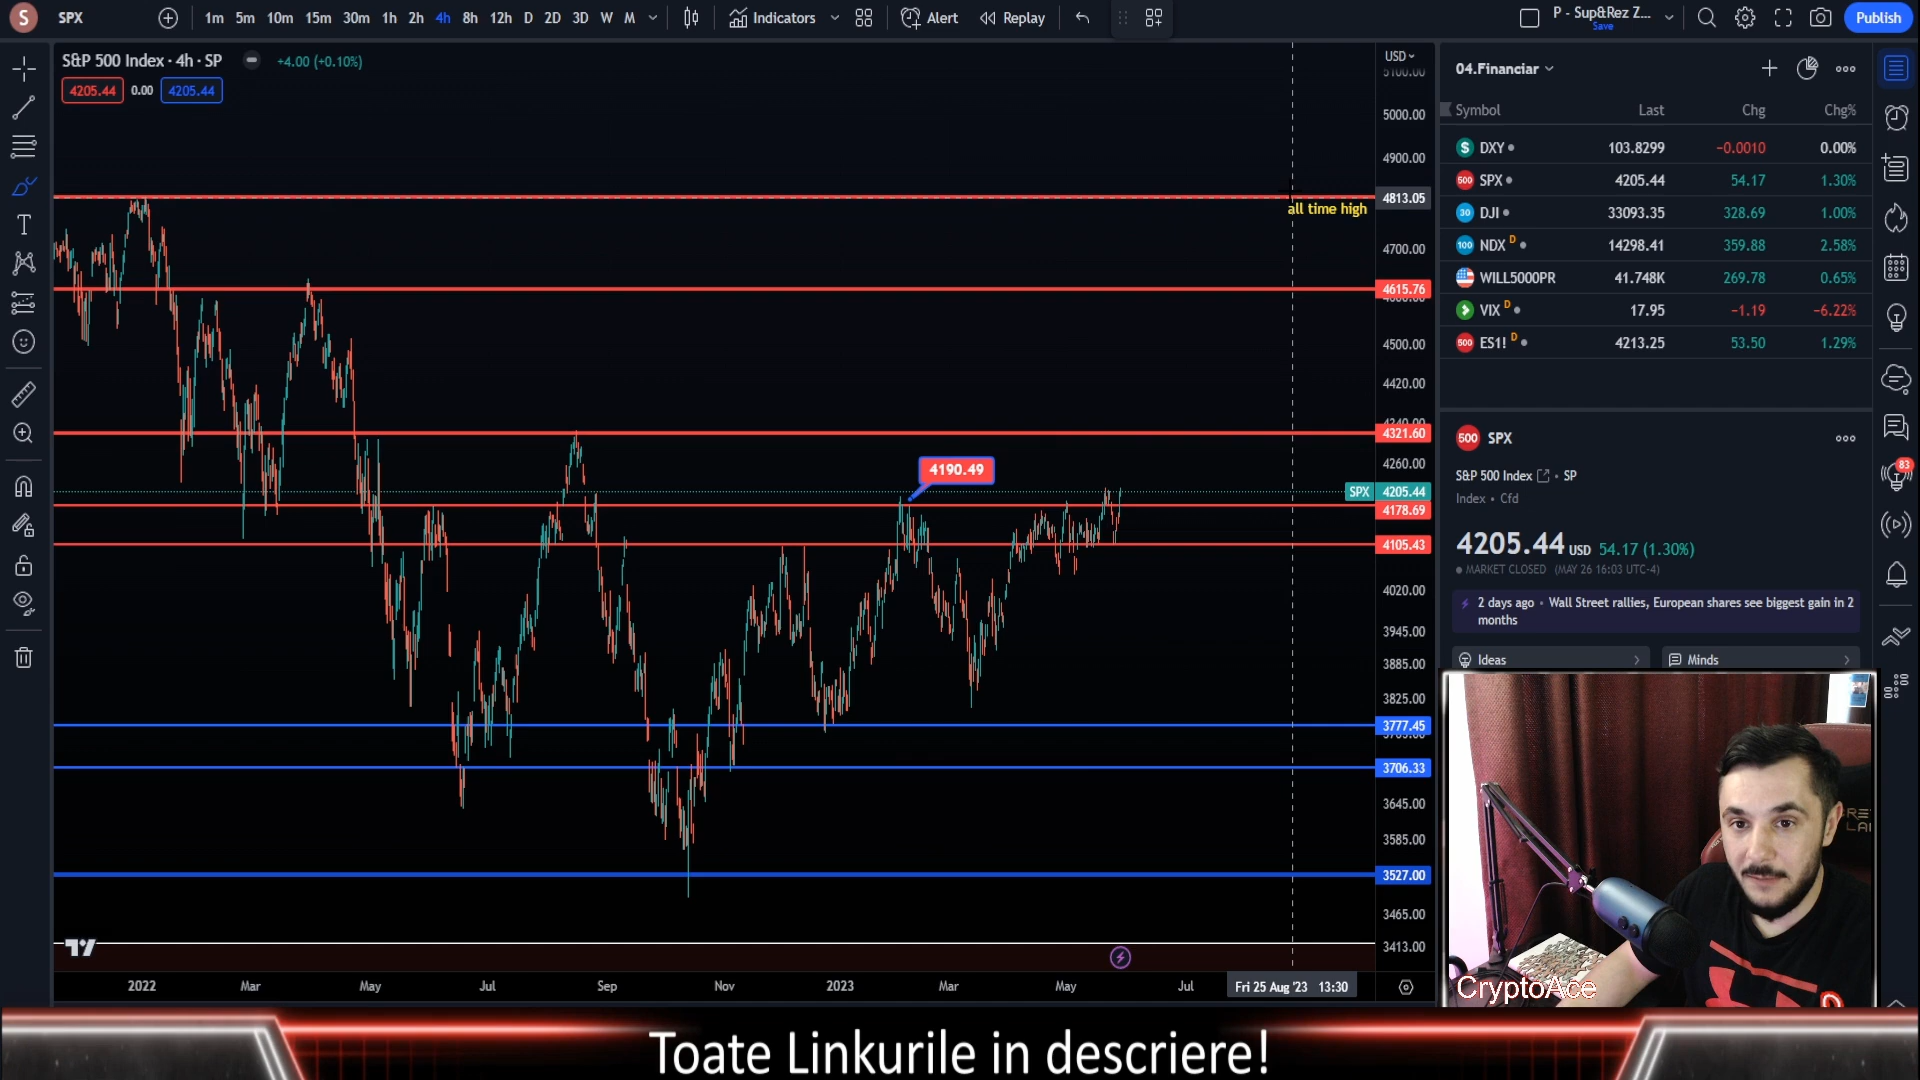 S SPX 1m 5m 10m 15m 30m 1h 2h 4h 8h 12h D 2D 3D W M Indicators Alert Replay P - Sup&Rez Z... Save Publish
S&P 500 Index · 4h · SP +4.00 (+0.10%)
4205.44 0.00 4205.44
USD
5100.00
5000.00
4900.00
4813.05
all time high
4700.00
4615.76
4500.00
4420.00
4321.60
4260.00
4190.49
SPX 4205.44
4178.69
4105.43
4020.00
3945.00
3885.00
3825.00
3777.45
3706.33
3645.00
3585.00
3527.00
3465.00
3413.00
2022 Mar May Jul Sep Nov 2023 Mar May Jul Fri 25 Aug '23 13:30
04.Financiar
Symbol Last Chg Chg%
$ DXY 103.8299 −0.0010 0.00%
500 SPX 4205.44 54.17 1.30%
30 DJI 33093.35 328.69 1.00%
100 NDX D 14298.41 359.88 2.58%
WILL5000PR 41.748K 269.78 0.65%
VIX D 17.95 −1.19 −6.22%
500 ES1! D 4213.25 53.50 1.29%
500 SPX
S&P 500 Index · SP
Index · Cfd
4205.44 USD 54.17 (1.30%)
MARKET CLOSED (MAY 26 16:03 UTC-4)
2 days ago · Wall Street rallies, European shares see biggest gain in 2
months
Ideas Minds
83
CryptoAce
Toate Linkurile in descriere!